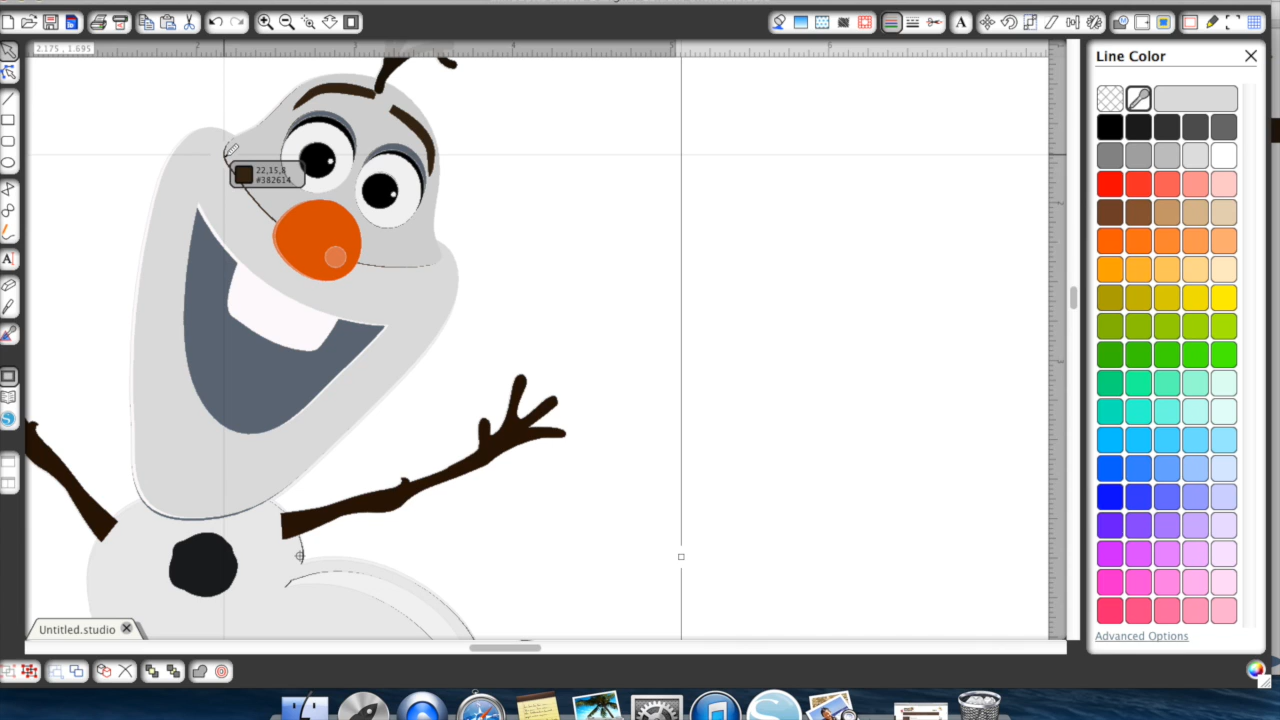 2.175 , 1.695
Line Color
22,15,8
#382614
Untitled.studio
Advanced Options